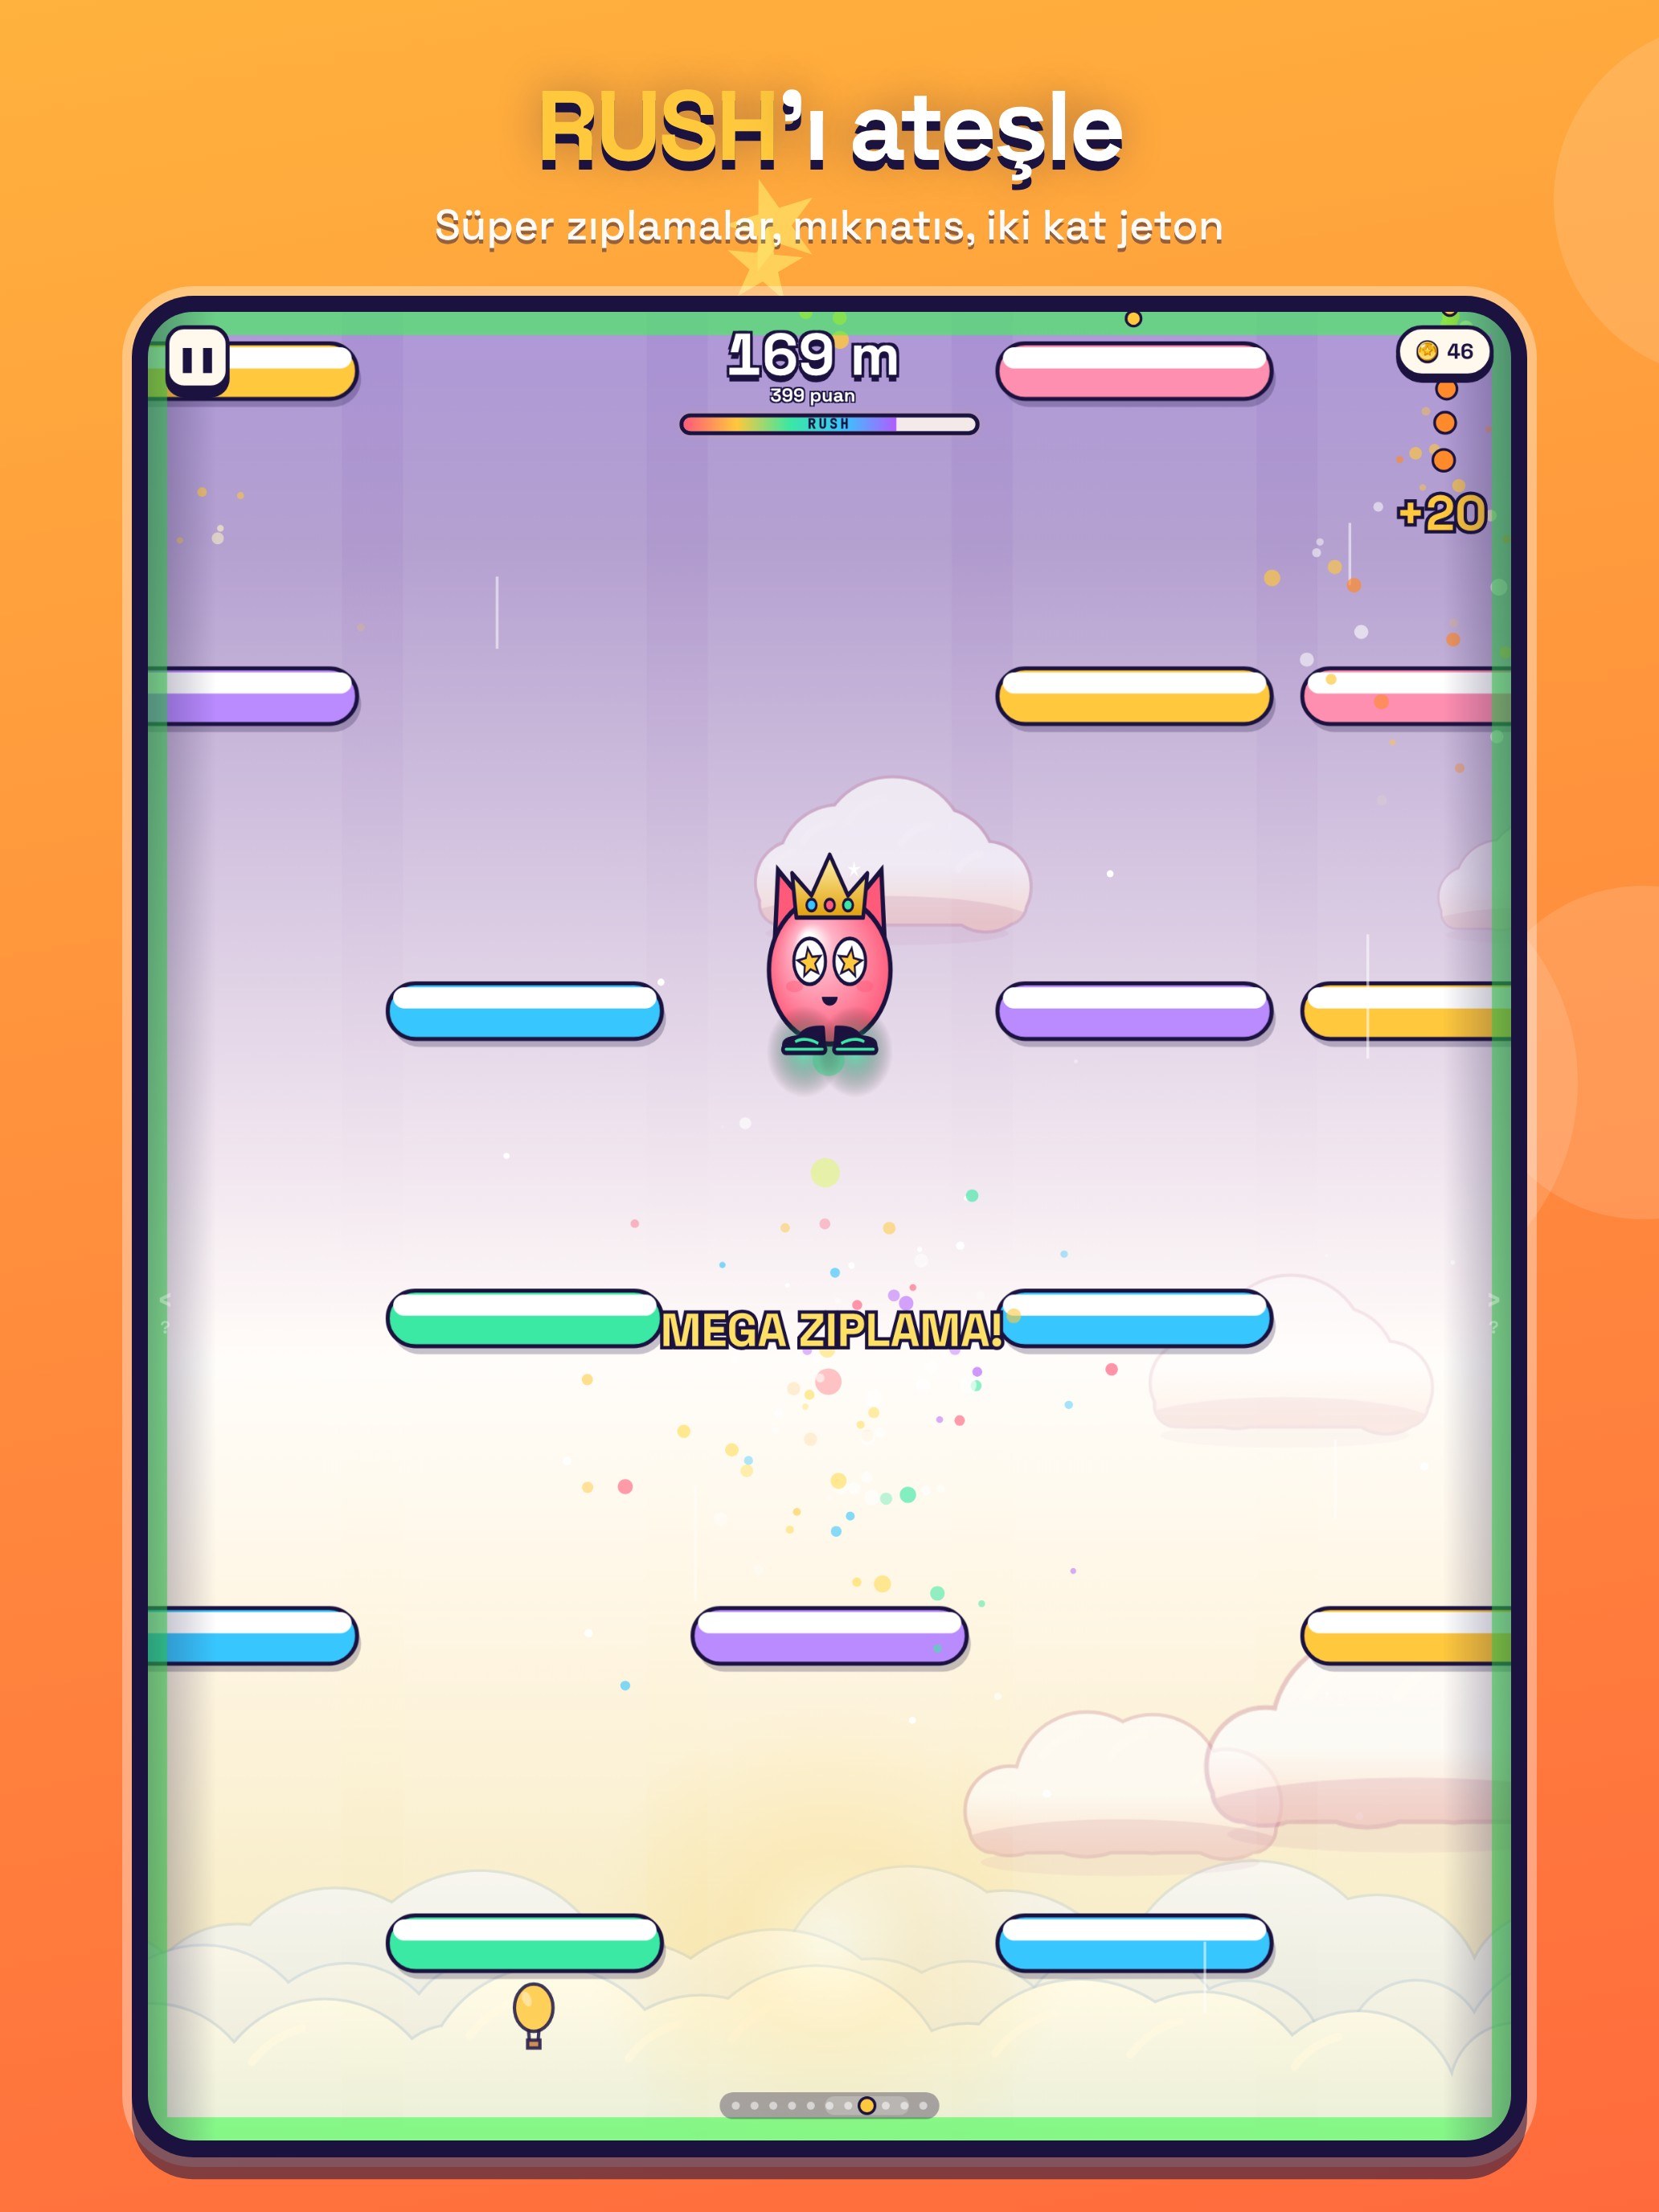 RUSH’ı ateşle
Süper zıplamalar, mıknatıs, iki kat jeton
169 m
46
399 puan
RUSH
+20
<
>
?
?
MEGA ZIPLAMA!